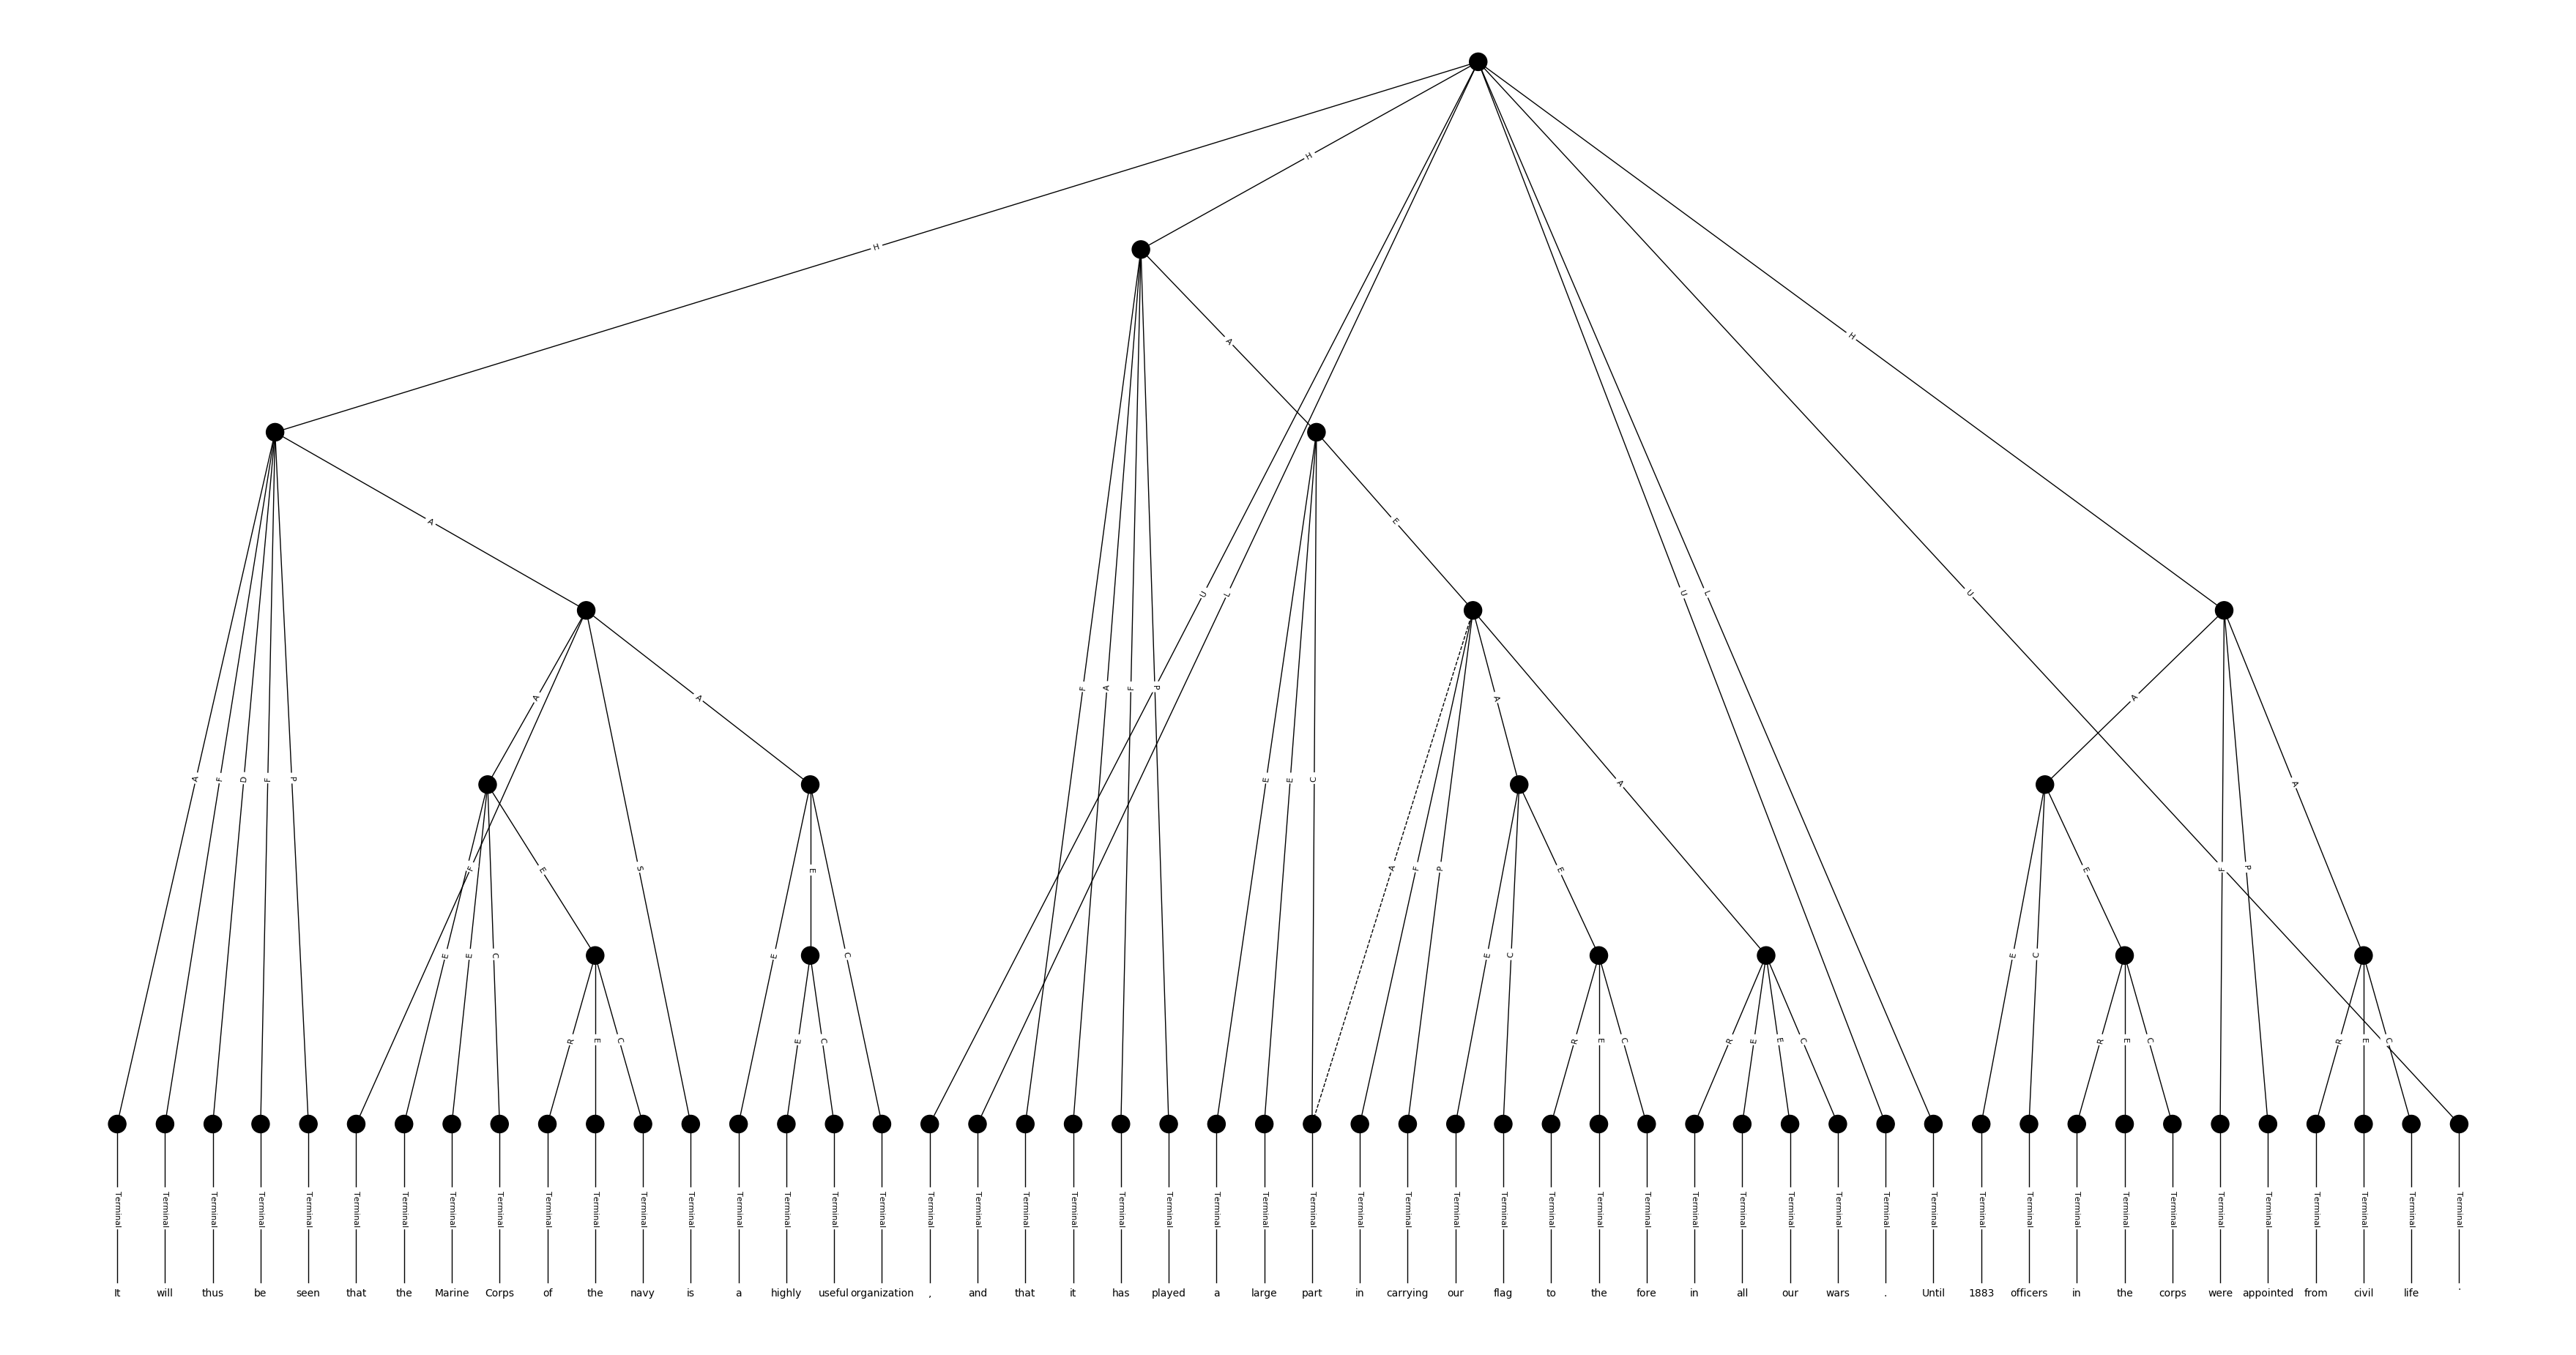 H
H
H
A
A
E
U
L
U
L
U
A
A
A
A
F
A
F
P
A
F
D
F
P
E
E
C
A
A
A
F
E
S
E
A
F
P
E
E
F
P
E
E
E
C
E
C
E
C
E
C
R
E
C
E
C
R
E
C
R
E
E
C
R
E
C
R
E
C
Terminal Terminal Terminal Terminal Terminal Terminal Terminal Terminal Terminal Terminal Terminal Terminal Terminal Terminal Terminal Terminal Terminal Terminal Terminal Terminal Terminal Terminal Terminal Terminal Terminal Terminal Terminal Terminal Terminal Terminal Terminal Terminal Terminal Terminal Terminal Terminal Terminal Terminal Terminal Terminal Terminal Terminal Terminal Terminal Terminal Terminal Terminal Terminal Terminal Terminal
It will thus be seen that the Marine Corps of the navy is a highly useful organization , and that it has played a large part in carrying our flag to the fore in all our wars . Until 1883 officers in the corps were appointed from civil life .